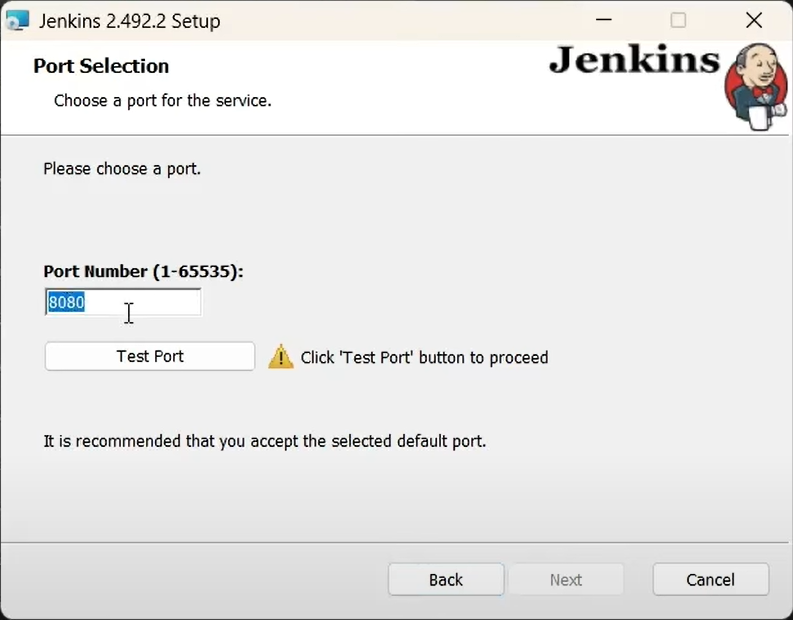 Jenkins 2.492.2 Setup
Port Selection
Jenkins
Choose a port for the service.
Please choose a port.
Port Number (1-65535):
8080
Test Port
Click 'Test Port' button to proceed
It is recommended that you accept the selected default port.
Back
Next
Cancel